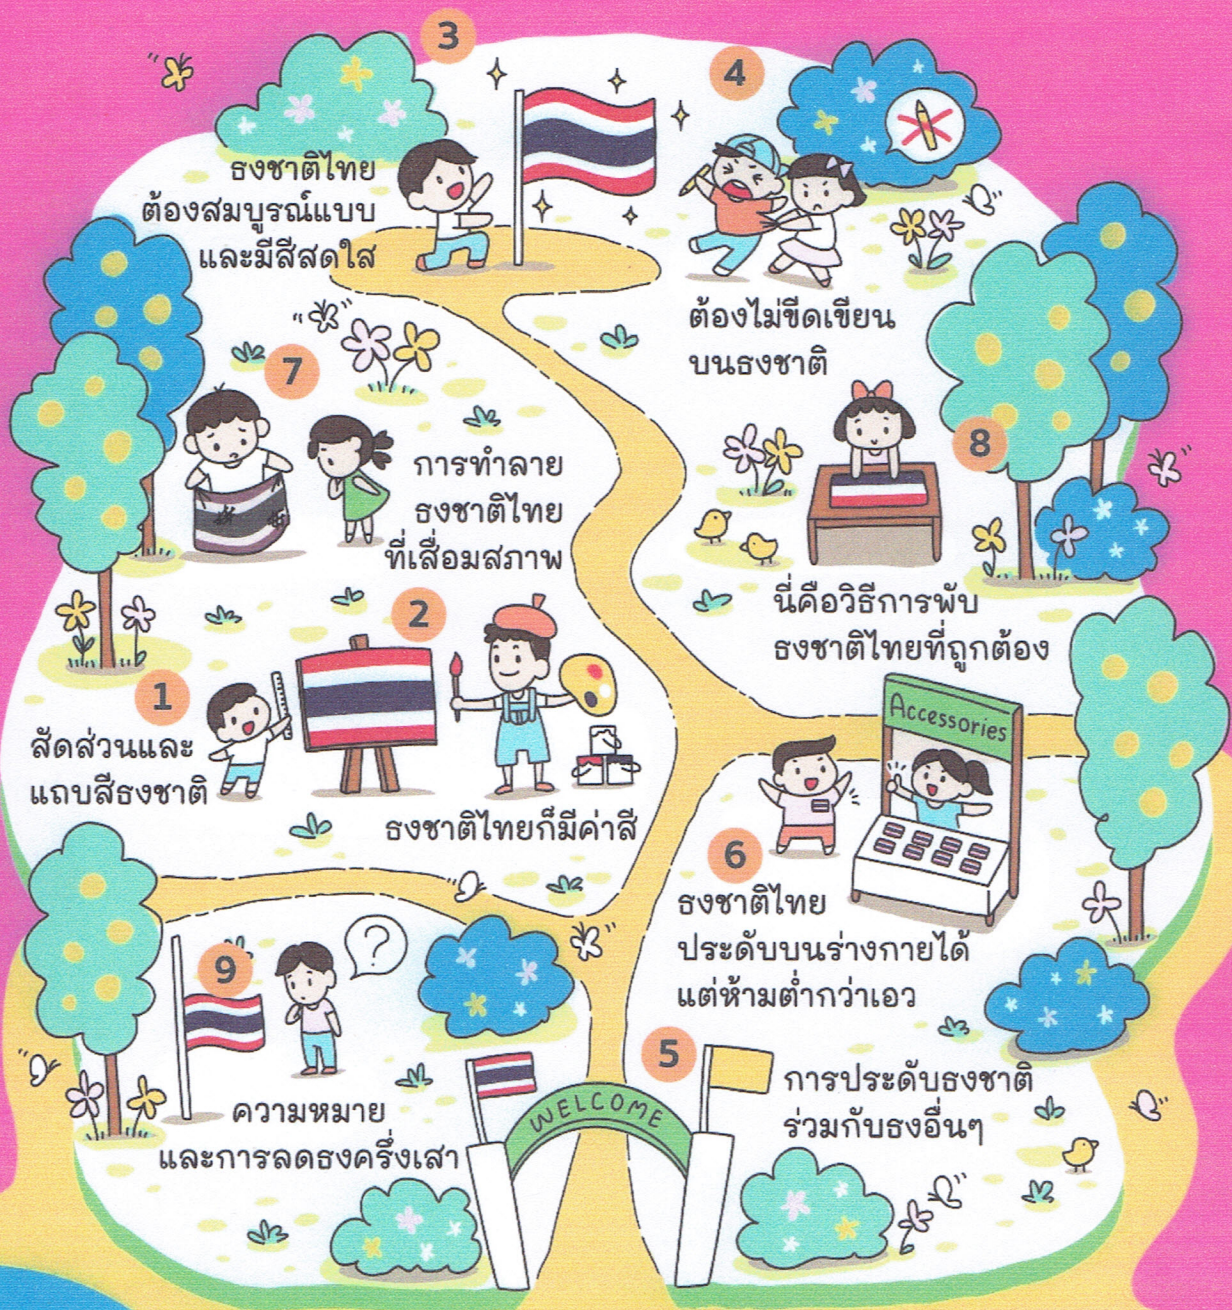 3
ธงชาติไทย
ต้องสมบูรณ์แบบ
และมีสีสดใส
4
ต้องไม่ขีดเขียน
บนธงชาติ
7
การทำลาย
ธงชาติไทย
ที่เสื่อมสภาพ
8
นี่คือวิธีการพับ
ธงชาติไทยที่ถูกต้อง
1
สัดส่วนและ
แถบสีธงชาติ
2
ธงชาติไทยก็มีค่าสี
Accessories
6
ธงชาติไทย
ประดับบนร่างกายได้
แต่ห้ามต่ำกว่าเอว
9
?
ความหมาย
และการลดธงครึ่งเสา
WELCOME
5
การประดับธงชาติ
ร่วมกับธงอื่นๆ